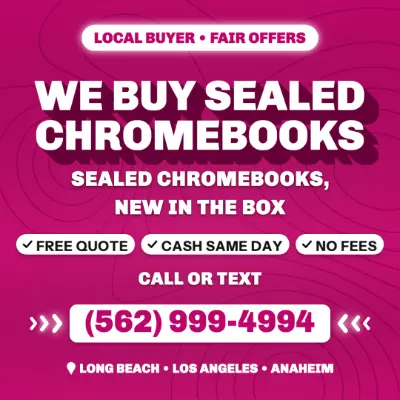 LOCAL BUYER • FAIR OFFERS
WE BUY SEALED
CHROMEBOOKS
SEALED CHROMEBOOKS,
NEW IN THE BOX
✓ FREE QUOTE ✓ CASH SAME DAY ✓ NO FEES
CALL OR TEXT
(562) 999-4994
LONG BEACH • LOS ANGELES • ANAHEIM